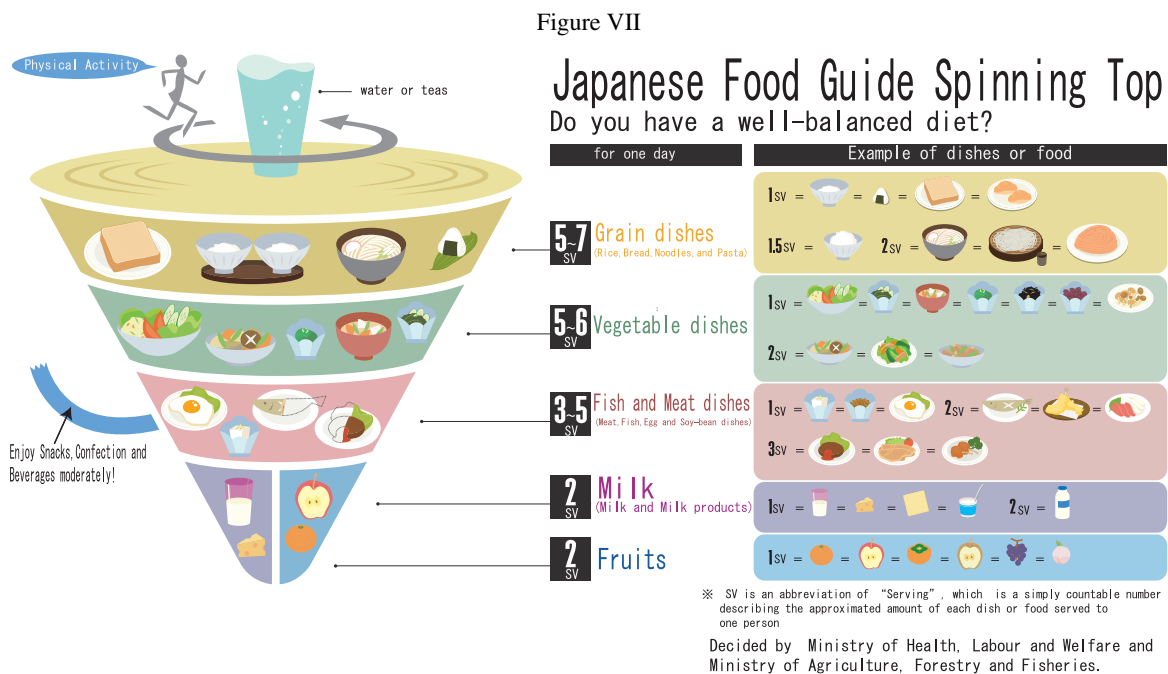 Figure VII
Physical Activity
water or teas
Japanese Food Guide Spinning Top
Do you have a well-balanced diet?
for one day
Example of dishes or food
5~7
SV
Grain dishes
(Rice, Bread, Noodles, and Pasta)
1SV = = = =
1.5SV = 2SV = = =
5~6
SV
Vegetable dishes
1SV = = = = = = =
2SV = = =
3~5
SV
Fish and Meat dishes
(Meat, Fish, Egg and Soy-bean dishes)
1SV = = = 2SV = = =
3SV = = =
Enjoy Snacks, Confection and
Beverages moderately!
2
SV
Milk
(Milk and Milk products)
1SV = = = = 2SV =
2
SV
Fruits
1SV = = = = = =
※ SV is an abbreviation of “Serving”, which is a simply countable number
describing the approximated amount of each dish or food served to
one person
Decided by Ministry of Health, Labour and Welfare and
Ministry of Agriculture, Forestry and Fisheries.